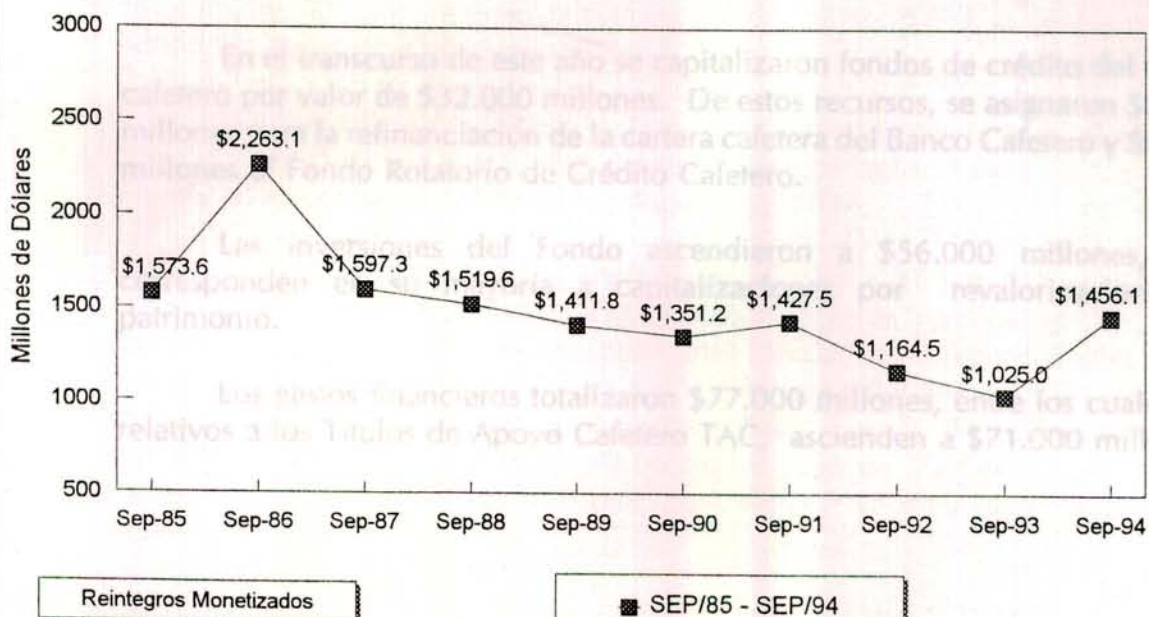 3000
En el transcurso de este año se capitalizaron fondos de crédito del
cafetero por valor de $32.000 millones. De estos recursos, se asignaron
2500
$2,263.1
millones para la refinanciación de la cartera cafetera del Banco Cafetero y
millones al Fondo Rotatorio de Crédito Cafetero.
Millones de Dólares
2000
Las inversiones del Fondo ascendieron a $56.000 millones,
$1,573.6
$1,597.3
$1,519.6
$1,411.8
$1,351.2
$1,427.5
$1,456.1
corresponden en su mayoría a capitalizaciones por
1500
patrimonio.
$1,164.5
$1,025.0
1000
Los gastos financieros totalizaron $77.000 millones, entre los
relativos a los Títulos de Apoyo Cafetero TAC, ascienden a $71.000
500
Sep-85 Sep-86 Sep-87 Sep-88 Sep-89 Sep-90 Sep-91 Sep-92 Sep-93 Sep-94
Reintegros Monetizados
SEP/85 - SEP/94